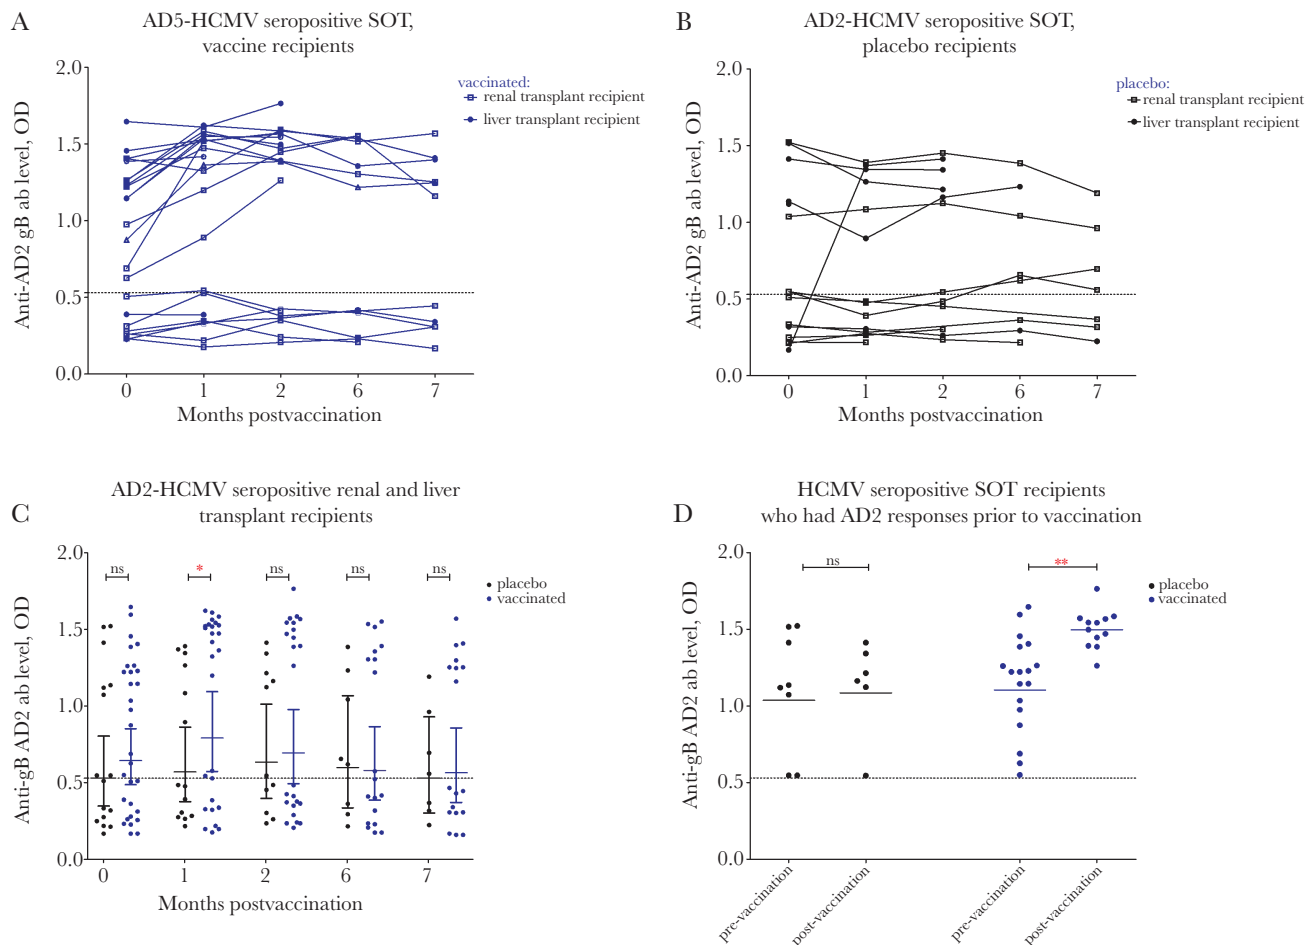 A
AD5-HCMV seropositive SOT,
vaccine recipients
Anti-AD2 gB ab level, OD
2.0
1.5
1.0
0.5
0.0
0 1 2 6 7
Months postvaccination
vaccinated:
renal transplant recipient
liver transplant recipient
B
AD2-HCMV seropositive SOT,
placebo recipients
Anti-AD2 gB ab level, OD
2.0
1.5
1.0
0.5
0.0
0 1 2 6 7
Months postvaccination
placebo:
renal transplant recipient
liver transplant recipient
C
AD2-HCMV seropositive renal and liver
transplant recipients
Anti-gB AD2 ab level, OD
2.0
1.5
1.0
0.5
0.0
ns * ns ns ns
0 1 2 6 7
Months postvaccination
placebo
vaccinated
D
HCMV seropositive SOT recipients
who had AD2 responses prior to vaccination
Anti-gB AD2 ab level, OD
2.0
1.5
1.0
0.5
0.0
ns **
pre-vaccination post-vaccination pre-vaccination post-vaccination
placebo
vaccinated